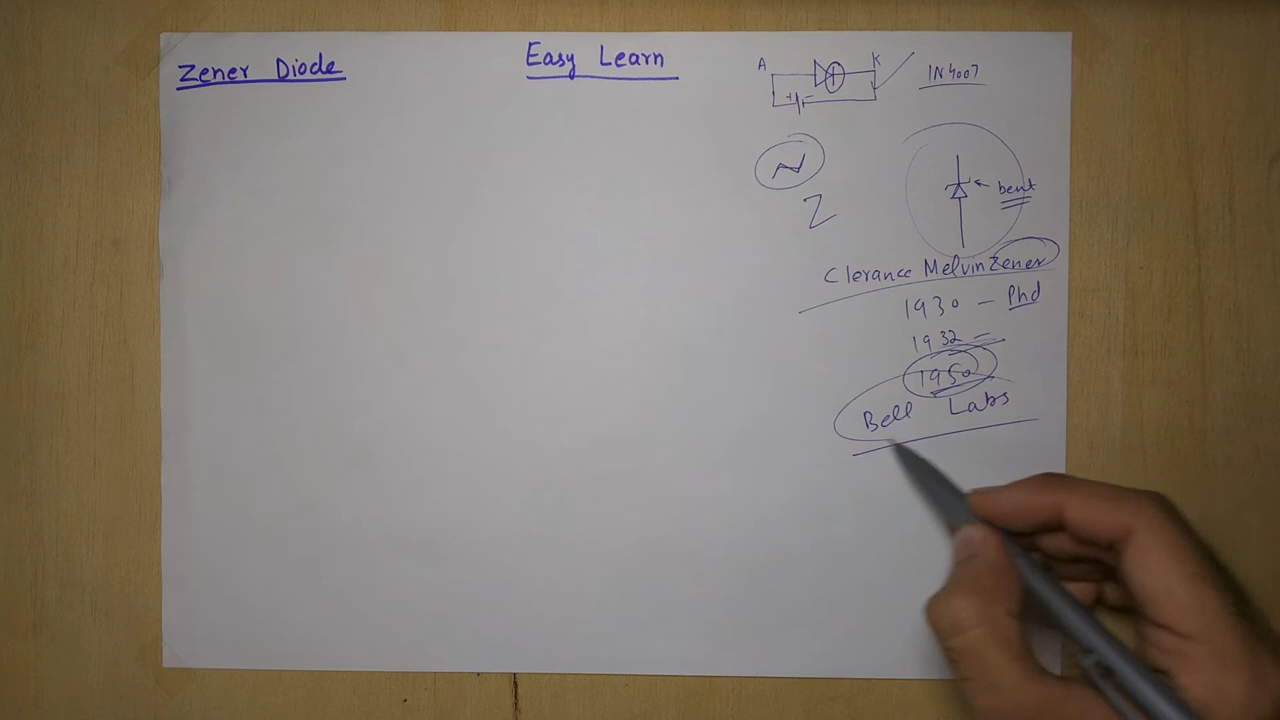 Zener Diode
Easy Learn
A
K
1N4007
+ -
Z
bent
Clerance Melvin Zener
1930 - Phd
1932 =
1950
Bell Labs